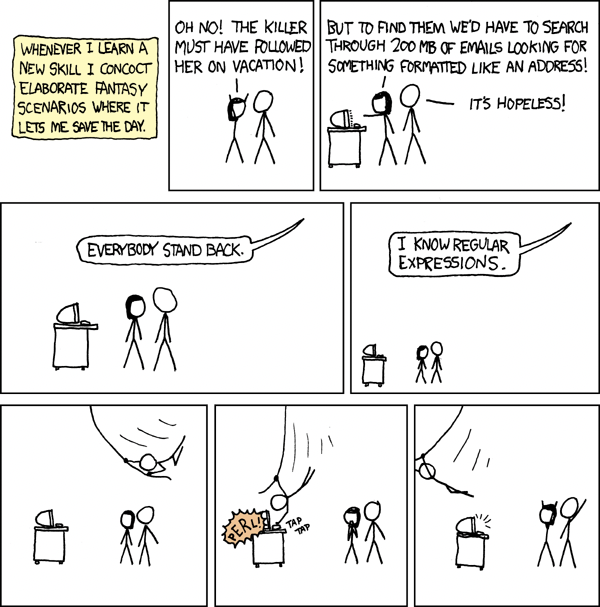 WHENEVER I LEARN A
NEW SKILL I CONCOCT
ELABORATE FANTASY
SCENARIOS WHERE IT
LETS ME SAVE THE DAY.
OH NO! THE KILLER
MUST HAVE FOLLOWED
HER ON VACATION!
BUT TO FIND THEM WE'D HAVE TO SEARCH
THROUGH 200 MB OF EMAILS LOOKING FOR
SOMETHING FORMATTED LIKE AN ADDRESS!
IT'S HOPELESS!
EVERYBODY STAND BACK.
I KNOW REGULAR
EXPRESSIONS.
PERL!
TAP
TAP